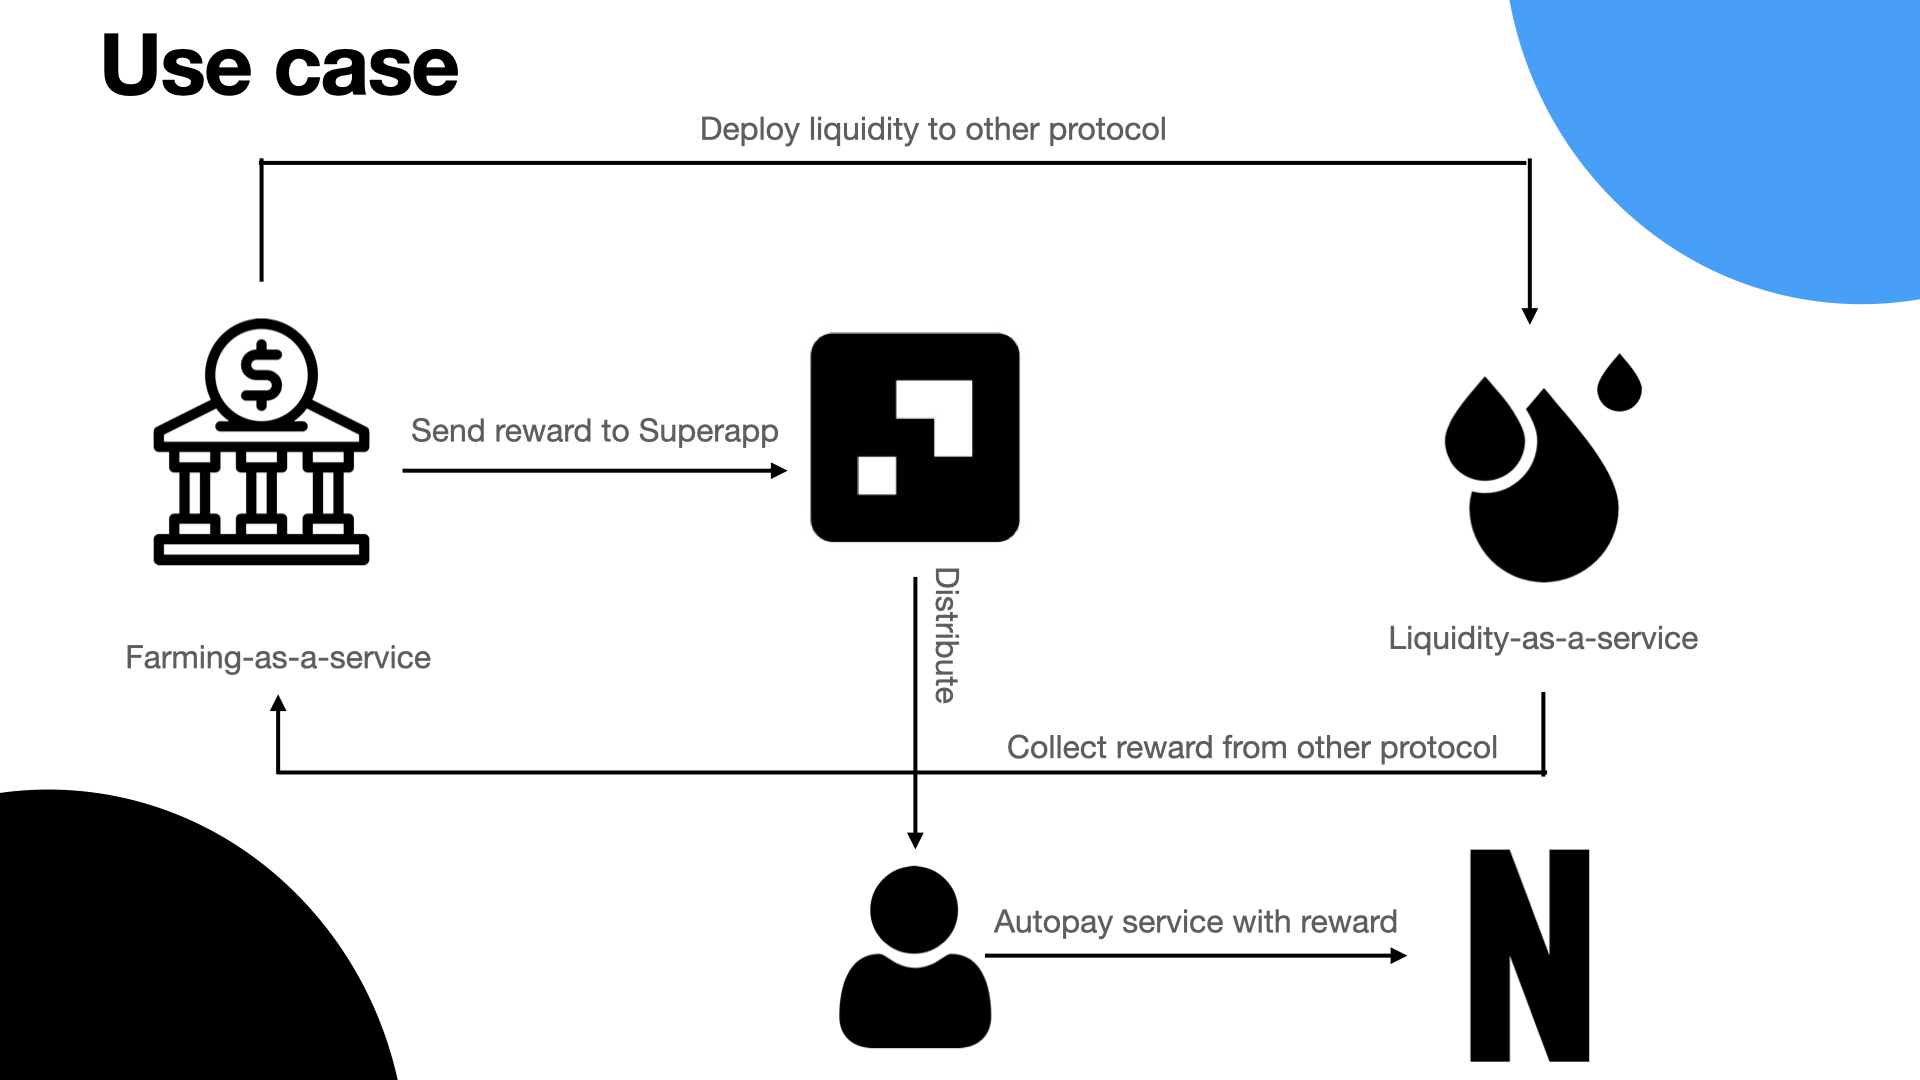 Use case
Deploy liquidity to other protocol
Send reward to Superapp
Distribute
Farming-as-a-service
Liquidity-as-a-service
Collect reward from other protocol
Autopay service with reward
N